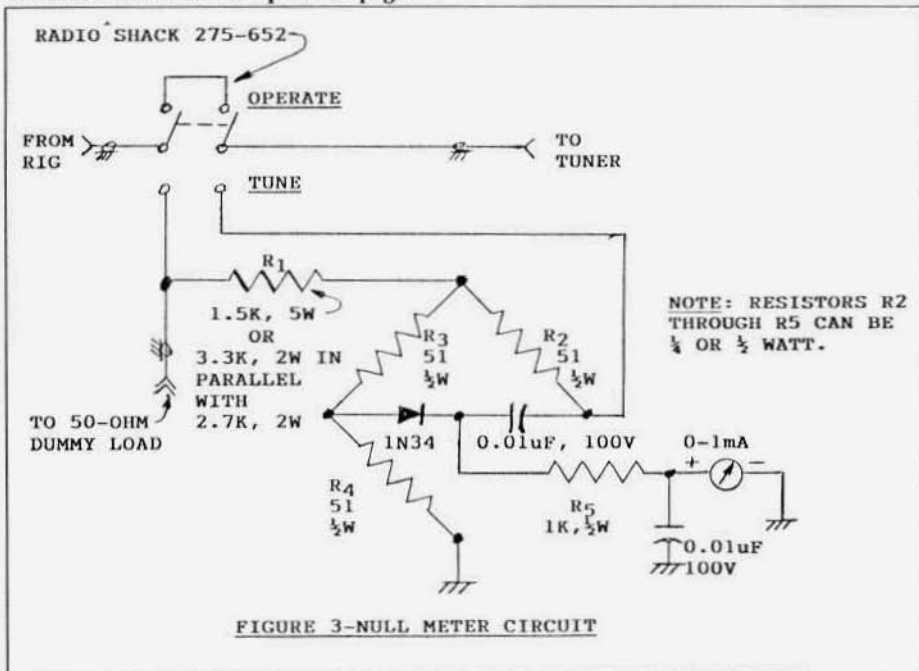 RADIO SHACK 275-652
OPERATE
FROM
RIG
TO
TUNER
TUNE
R1
1.5K, 5W
OR
3.3K, 2W IN
PARALLEL
WITH
2.7K, 2W
R3
51
½W
R2
51
½W
NOTE: RESISTORS R2
THROUGH R5 CAN BE
¼ OR ½ WATT.
TO 50-OHM
DUMMY LOAD
1N34
0.01uF, 100V
0-1mA
+
-
R4
51
½W
R5
1K,½W
0.01uF
100V
FIGURE 3-NULL METER CIRCUIT